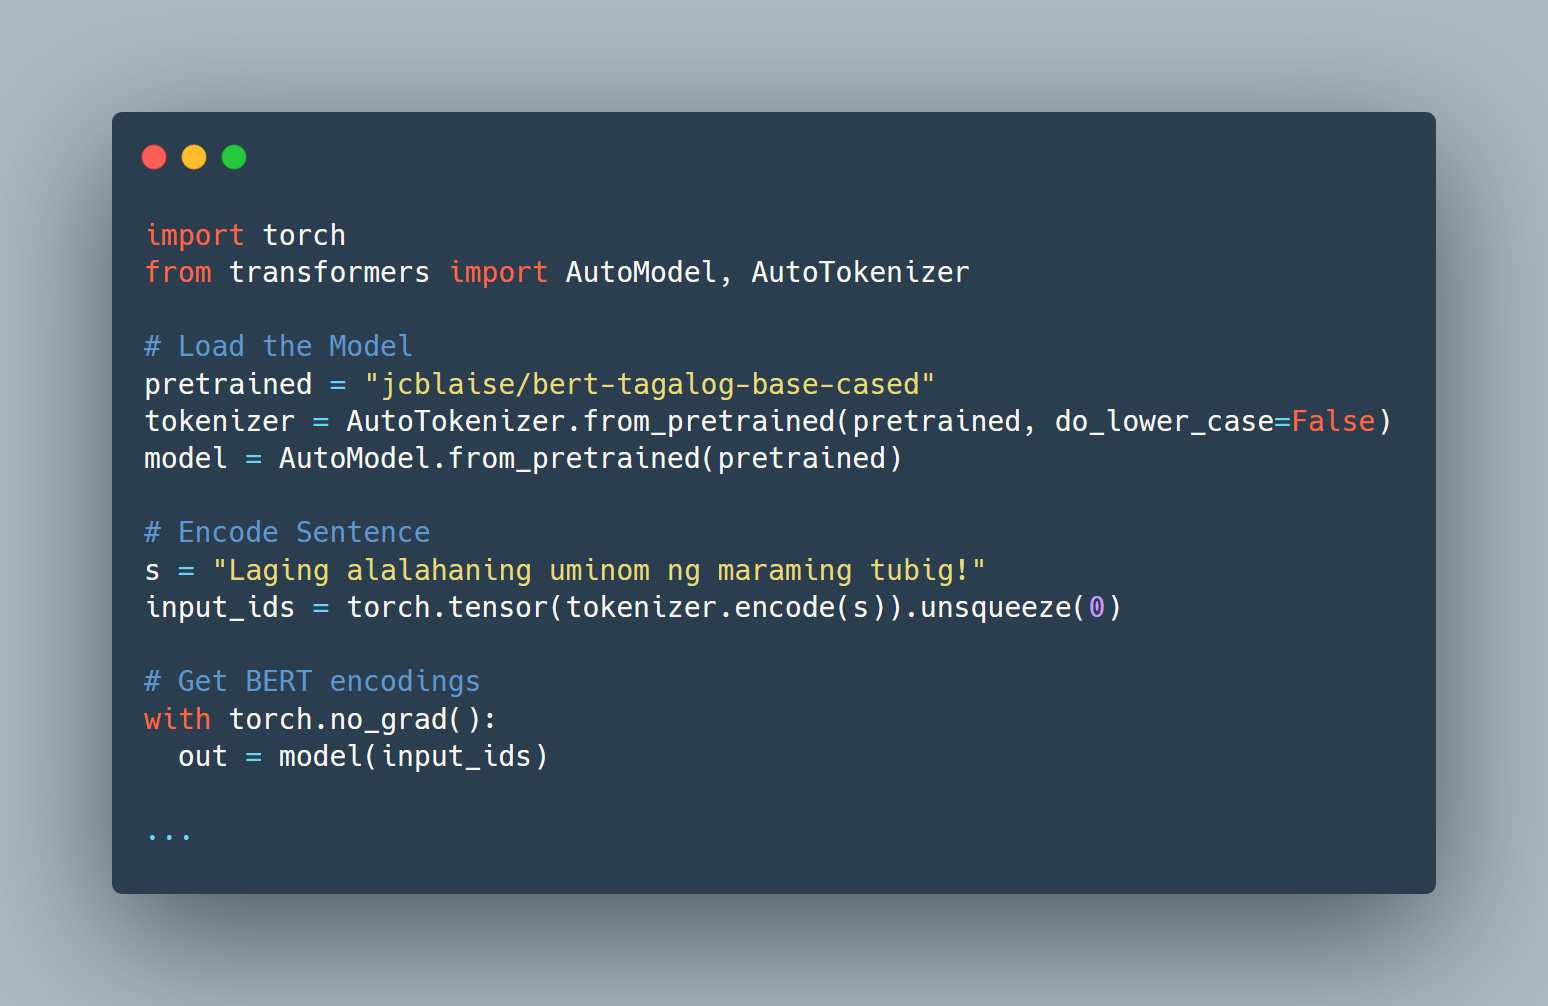 import torch
from transformers import AutoModel, AutoTokenizer
# Load the Model
pretrained = "jcblaise/bert-tagalog-base-cased"
tokenizer = AutoTokenizer.from_pretrained(pretrained, do_lower_case=False)
model = AutoModel.from_pretrained(pretrained)
# Encode Sentence
s = "Laging alalahaning uminom ng maraming tubig!"
input_ids = torch.tensor(tokenizer.encode(s)).unsqueeze(0)
# Get BERT encodings
with torch.no_grad():
  out = model(input_ids)
...